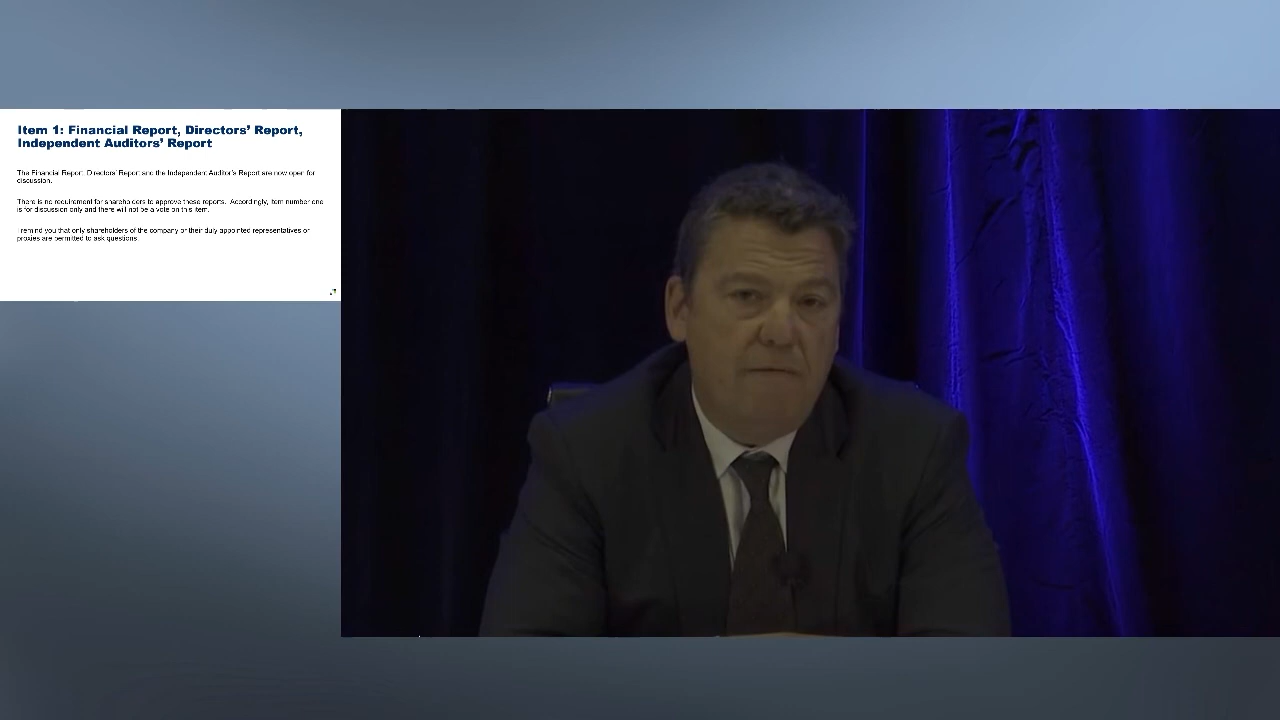 Item 1: Financial Report, Directors’ Report,
Independent Auditors’ Report
The Financial Report, Directors’ Report and the Independent Auditor’s Report are now open for
discussion.
There is no requirement for shareholders to approve these reports. Accordingly, item number one
is for discussion only and there will not be a vote on this item.
I remind you that only shareholders of the company or their duly appointed representatives or
proxies are permitted to ask questions.